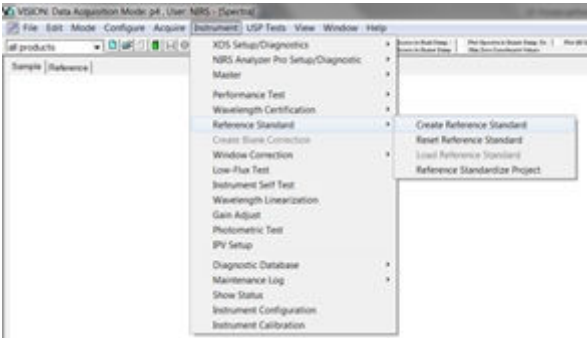 VISION: Data Acquisition Mode: p4 , User: NIRS - [Spectra]
File Edit Mode Configure Acquire Instrument USP Tests View Window Help
all products
Sample Reference
XDS Setup/Diagnostics
NIRS Analyzer Pro Setup/Diagnostic
Master
Performance Test
Wavelength Certification
Reference Standard
Create Blank Correction
Window Correction
Low-Flux Test
Instrument Self Test
Wavelength Linearization
Gain Adjust
Photometric Test
IPV Setup
Diagnostic Database
Maintenance Log
Show Status
Instrument Configuration
Instrument Calibration
Create Reference Standard
Reset Reference Standard
Load Reference Standard
Reference Standardize Project